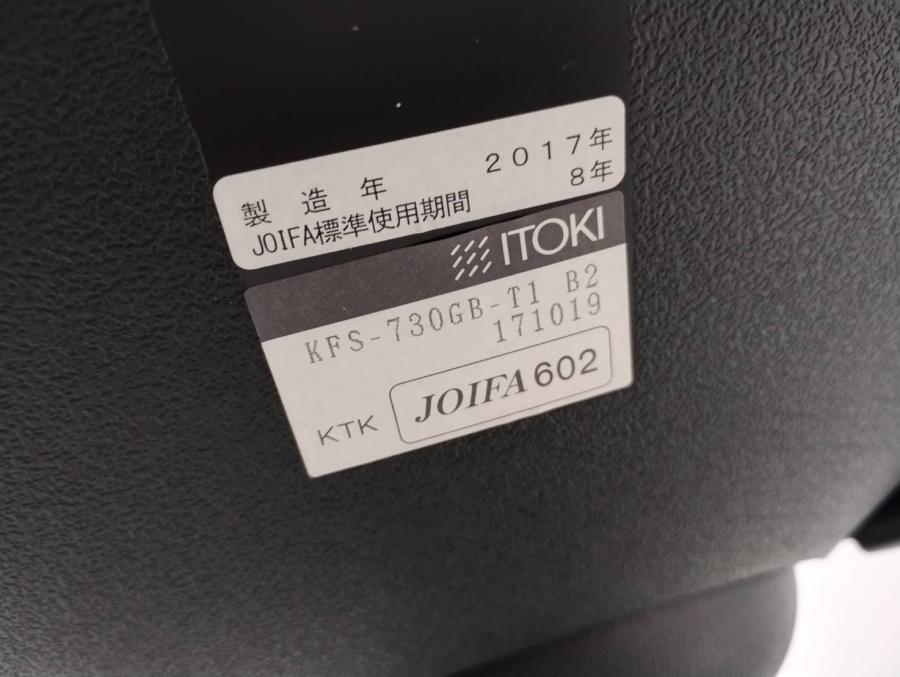 製造年 2017年
JOIFA標準使用期間 8年
ITOKI
KFS-730GB-T1 B2
171019
KTK JOIFA602